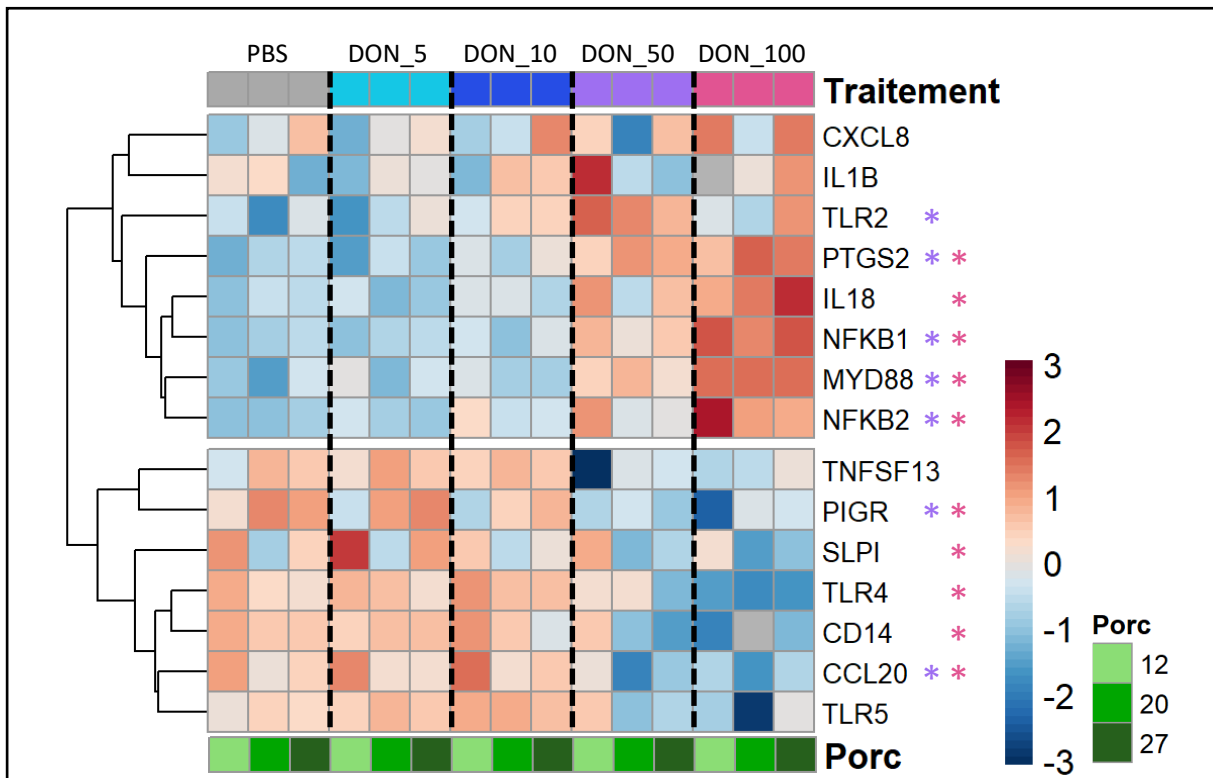 PBS DON_5 DON_10 DON_50 DON_100
Traitement
CXCL8
IL1B
TLR2 *
PTGS2 * *
IL18 *
NFKB1 * *
MYD88 * *
NFKB2 * *
TNFSF13
PIGR * *
SLPI *
TLR4 *
CD14 *
CCL20 * *
TLR5
Porc
3
2
1
0
-1
-2
-3
Porc
12
20
27